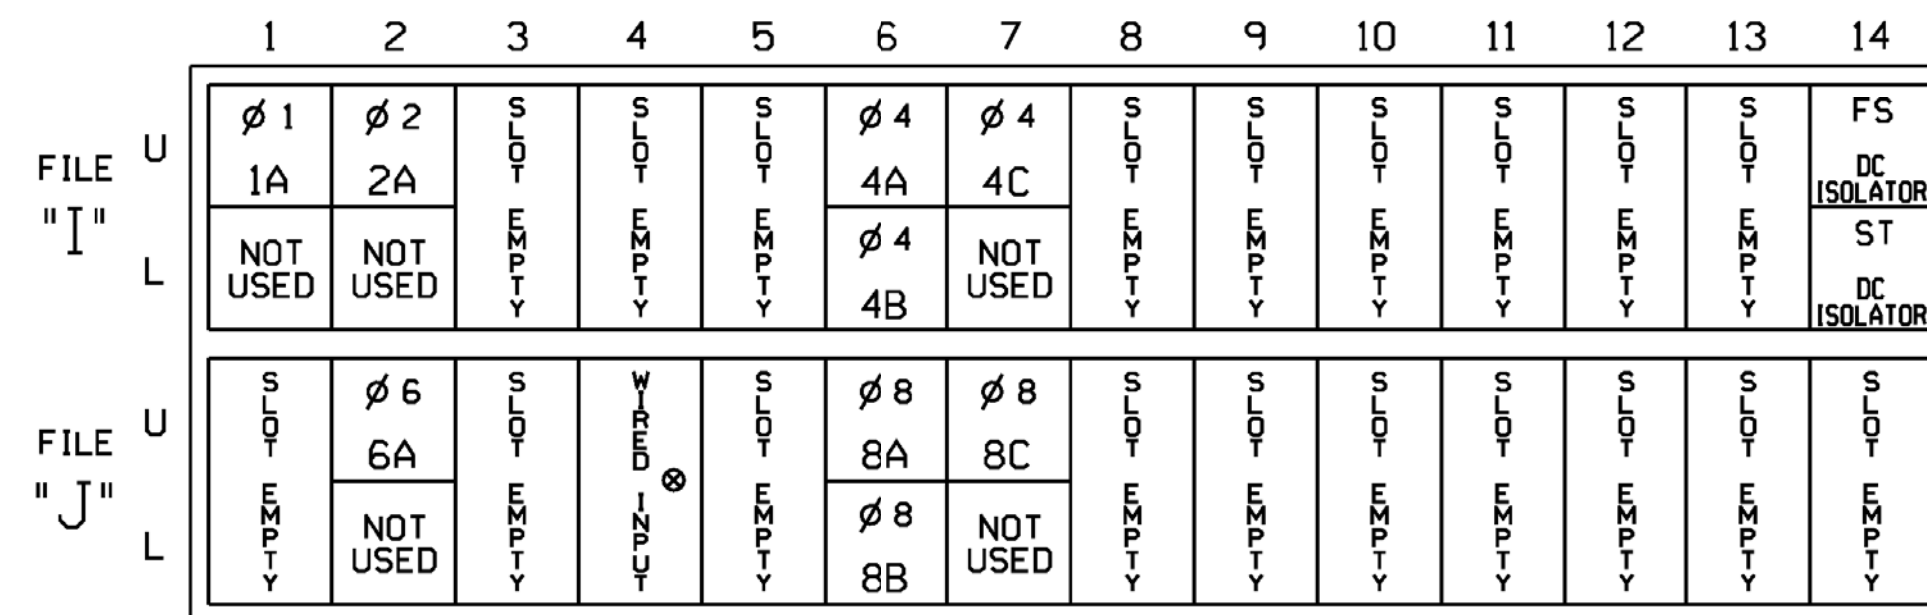 1 2 3 4 5 6 7 8 9 10 11 12 13 14
FILE "I"
U
L
Ø 1
1A
NOT
USED
Ø 2
2A
NOT
USED
SLOT EMPTY
SLOT EMPTY
SLOT EMPTY
Ø 4
4A
Ø 4
4B
Ø 4
4C
NOT
USED
SLOT EMPTY
SLOT EMPTY
SLOT EMPTY
SLOT EMPTY
SLOT EMPTY
SLOT EMPTY
FS
DC
ISOLATOR
ST
DC
ISOLATOR
FILE "J"
U
L
SLOT EMPTY
Ø 6
6A
NOT
USED
SLOT EMPTY
WIRED INPUT
⊗
SLOT EMPTY
Ø 8
8A
Ø 8
8B
Ø 8
8C
NOT
USED
SLOT EMPTY
SLOT EMPTY
SLOT EMPTY
SLOT EMPTY
SLOT EMPTY
SLOT EMPTY
SLOT EMPTY